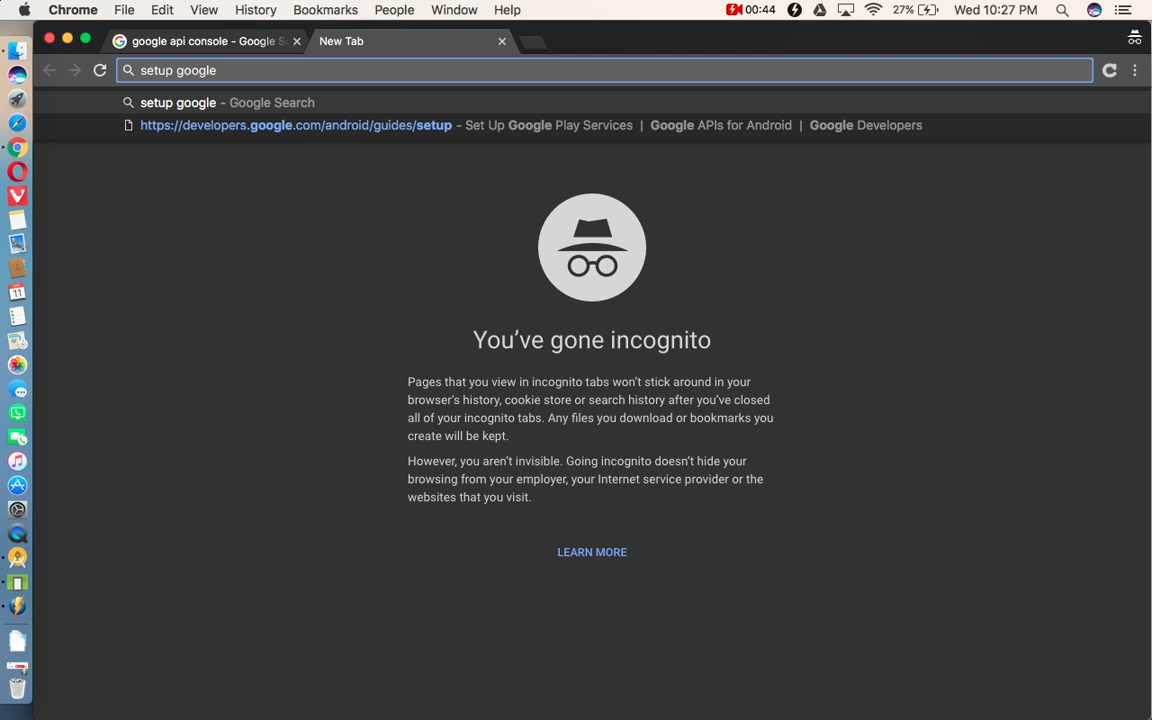 Chrome File Edit View History Bookmarks People Window Help 00:44 27% Wed 10:27 PM
google api console - Google S
New Tab
setup google
setup google - Google Search
https://developers.google.com/android/guides/setup - Set Up Google Play Services | Google APIs for Android | Google Developers
You've gone incognito
Pages that you view in incognito tabs won't stick around in your
browser's history, cookie store or search history after you've closed
all of your incognito tabs. Any files you download or bookmarks you
create will be kept.
However, you aren't invisible. Going incognito doesn't hide your
browsing from your employer, your Internet service provider or the
websites that you visit.
LEARN MORE
11